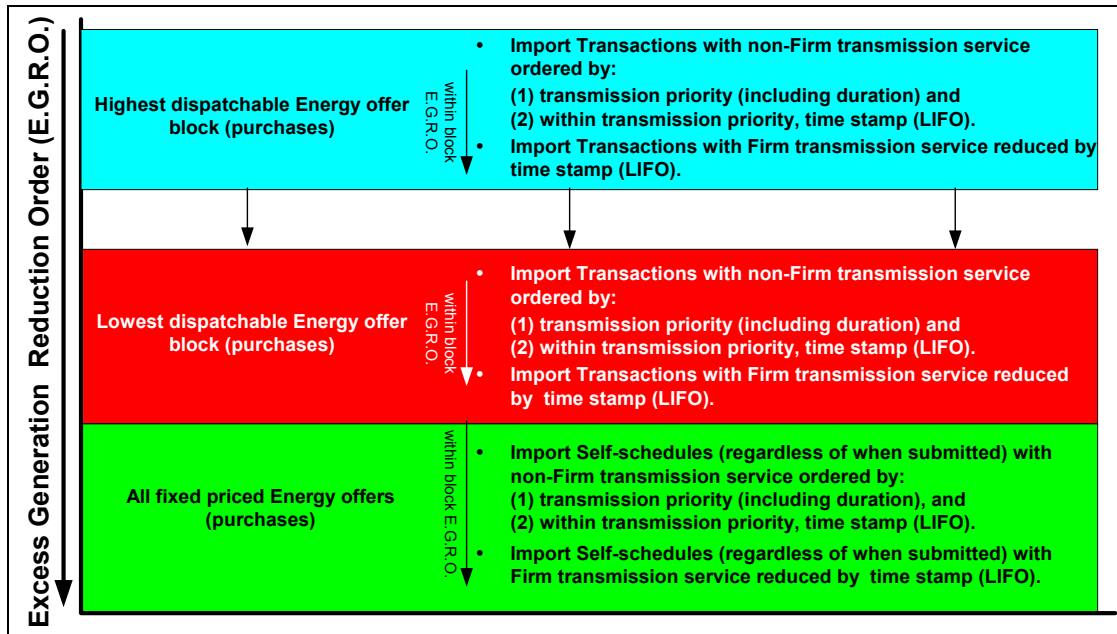 Excess Generation Reduction Order (E.G.R.O.)
Highest dispatchable Energy offer
block (purchases)
within block
E.G.R.O.
• Import Transactions with non-Firm transmission service
ordered by:
(1) transmission priority (including duration) and
(2) within transmission priority, time stamp (LIFO).
• Import Transactions with Firm transmission service reduced by
time stamp (LIFO).
Lowest dispatchable Energy offer
block (purchases)
within block
E.G.R.O.
• Import Transactions with non-Firm transmission service
ordered by:
(1) transmission priority (including duration) and
(2) within transmission priority, time stamp (LIFO).
• Import Transactions with Firm transmission service reduced
by time stamp (LIFO).
All fixed priced Energy offers
(purchases)
within block E.G.R.O.
• Import Self-schedules (regardless of when submitted) with
non-Firm transmission service ordered by:
(1) transmission priority (including duration), and
(2) within transmission priority, time stamp (LIFO).
• Import Self-schedules (regardless of when submitted) with
Firm transmission service reduced by time stamp (LIFO).